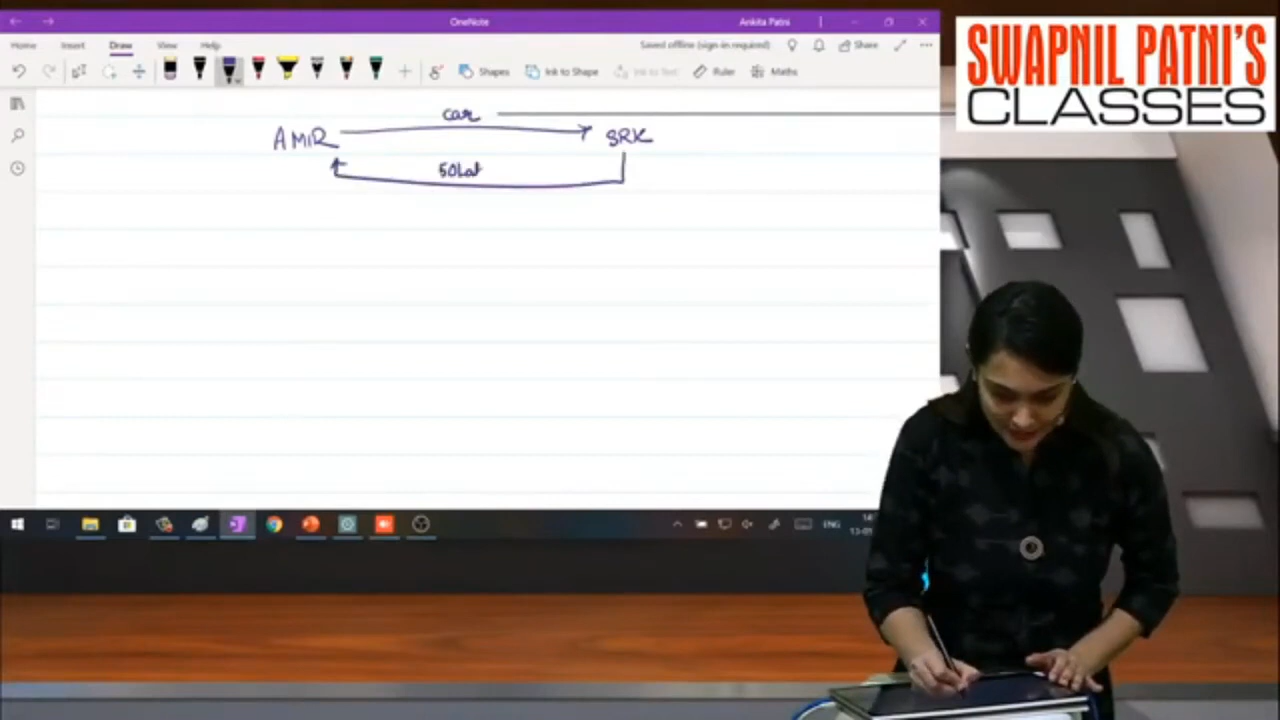 OneNote
Ankita Patni
Home Insert Draw View Help
Saved offline (sign-in required)
Share
Shapes
Ink to Shape
Ink to Text
Ruler
Maths
SWAPNIL PATNI'S
CLASSES
car
AMIR
SRK
ENG